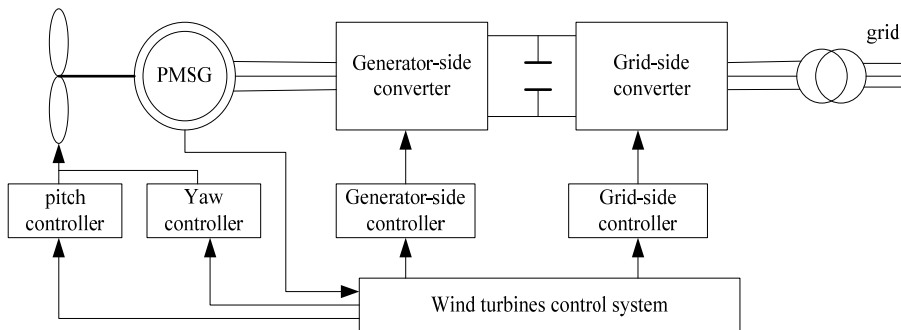 PMSG
Generator-side
converter
Grid-side
converter
grid
pitch
controller
Yaw
controller
Generator-side
controller
Grid-side
controller
Wind turbines control system